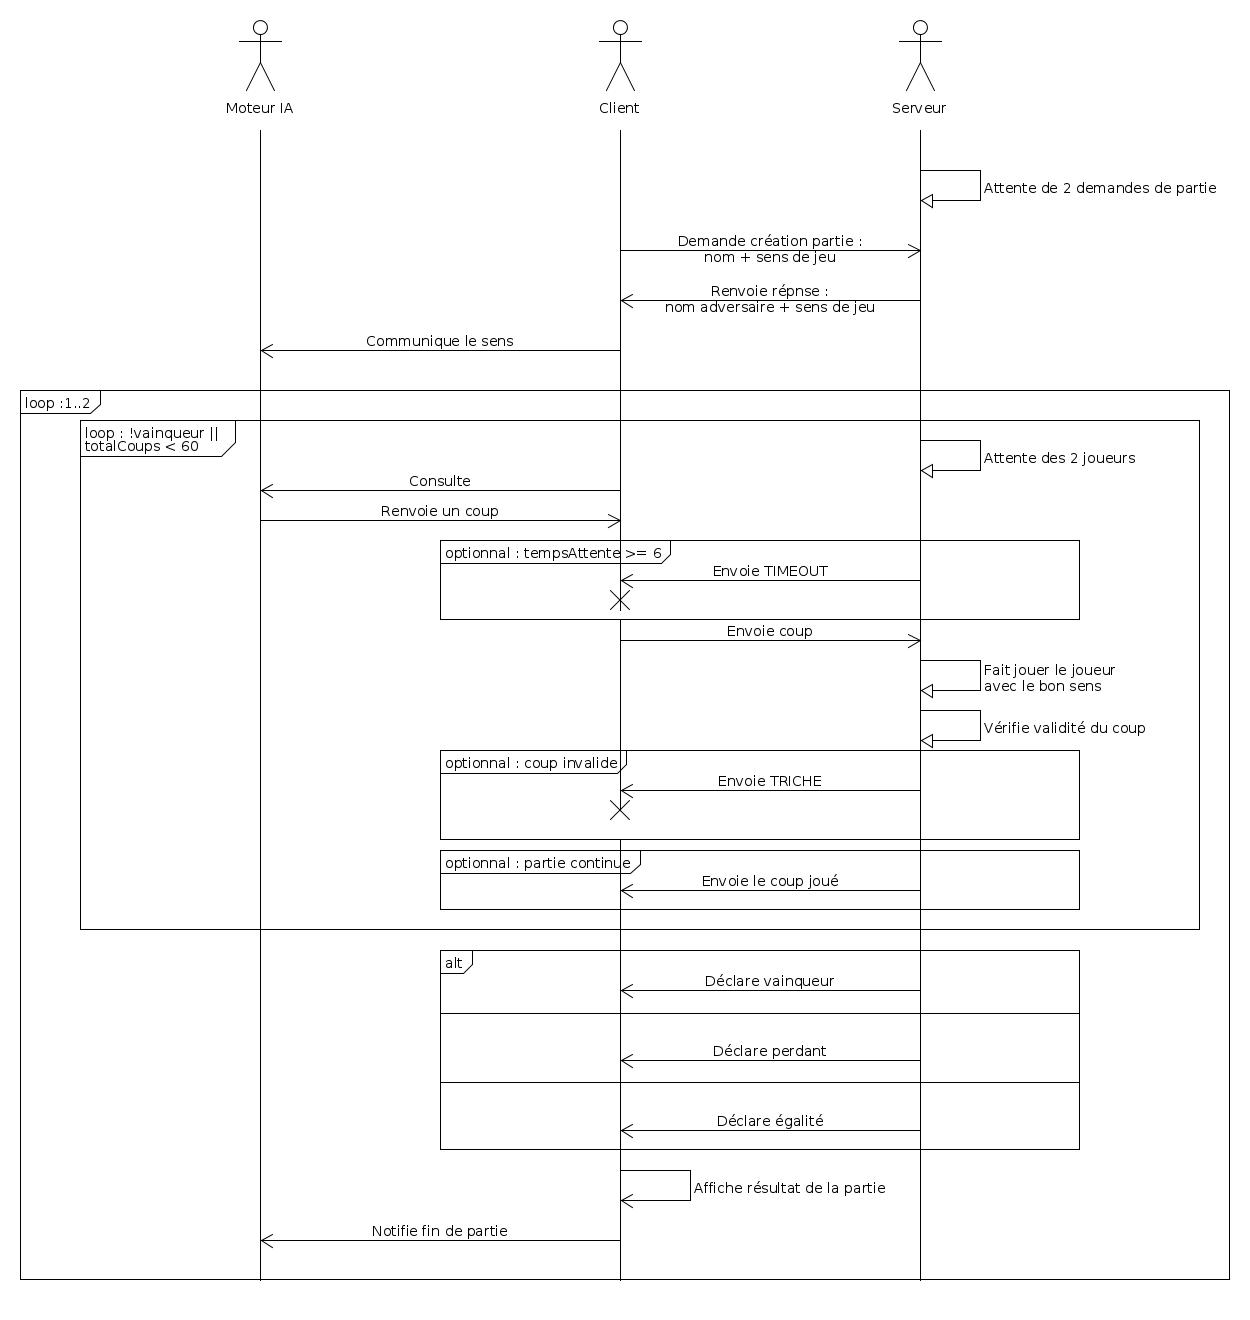 Moteur IA
Client
Serveur
Attente de 2 demandes de partie
Demande création partie :
nom + sens de jeu
Renvoie répnse :
nom adversaire + sens de jeu
Communique le sens
loop :1..2
loop : !vainqueur ||
totalCoups < 60
Attente des 2 joueurs
Consulte
Renvoie un coup
optionnal : tempsAttente >= 6
Envoie TIMEOUT
Envoie coup
Fait jouer le joueur
avec le bon sens
Vérifie validité du coup
optionnal : coup invalide
Envoie TRICHE
optionnal : partie continue
Envoie le coup joué
alt
Déclare vainqueur
Déclare perdant
Déclare égalité
Affiche résultat de la partie
Notifie fin de partie